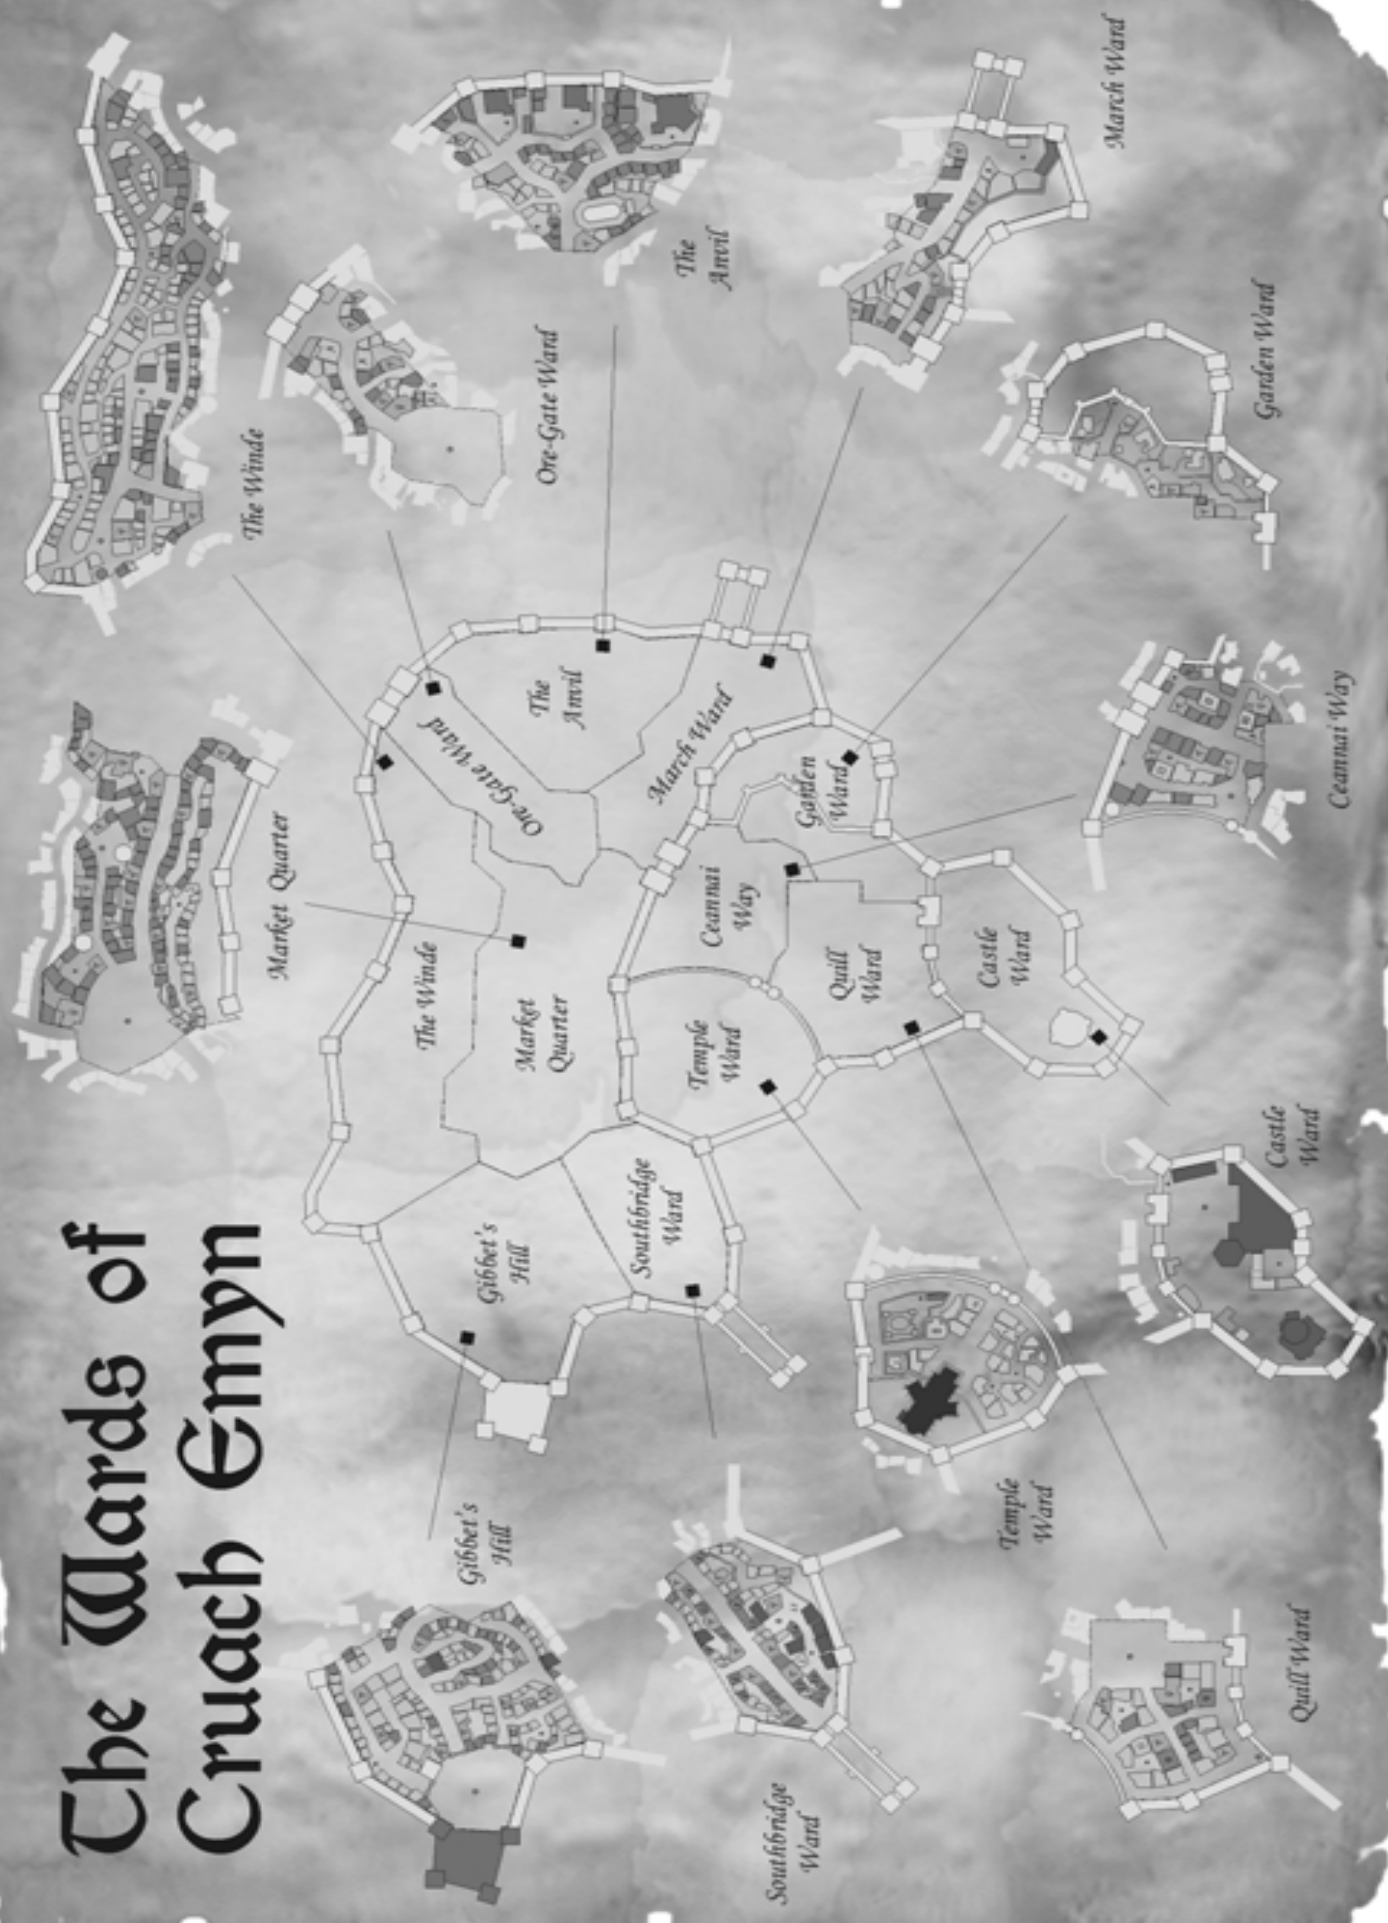 The Wards of
Cruach Emyn
Gibbet's
Hill
Market Quarter
The Winde
Ore-Gate Ward
The
Anvil
March Ward
Garden Ward
Ceannai Way
Castle
Ward
Temple
Ward
Quill Ward
Southbridge
Ward
Gibbet's
Hill
The Winde
Market
Quarter
Ore-Gate Ward
The
Anvil
Southbridge
Ward
Temple
Ward
Ceannai
Way
March Ward
Garden
Ward
Quill
Ward
Castle
Ward